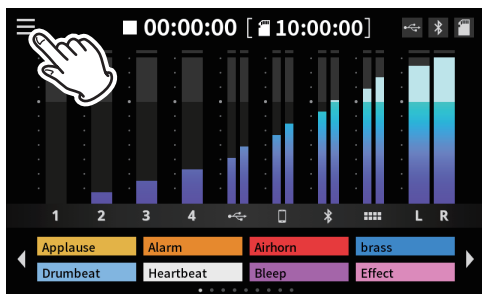 00:00:00 [10:00:00]
1 2 3 4 L R
Applause Alarm Airhorn brass
Drumbeat Heartbeat Bleep Effect